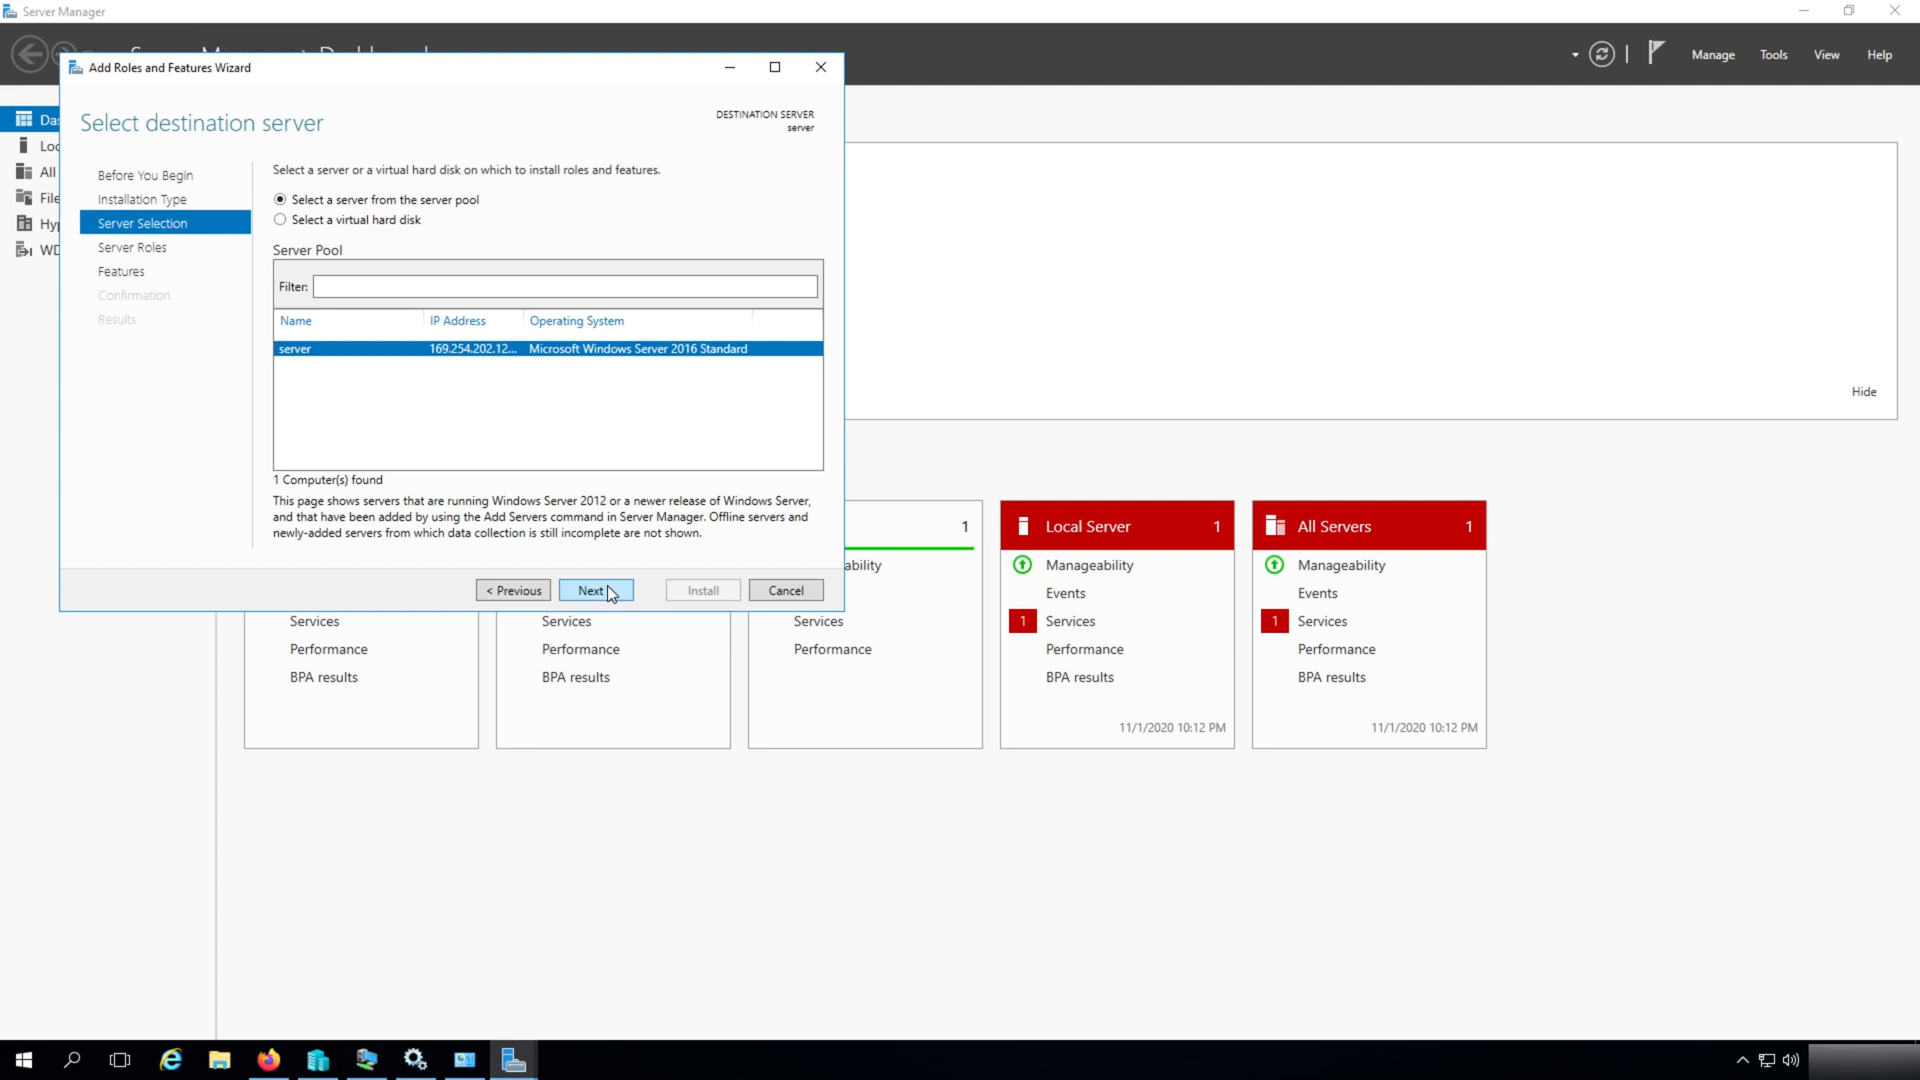 Server Manager
Manage
Tools
View
Help
Add Roles and Features Wizard
Select destination server
DESTINATION SERVER
server
Before You Begin
Installation Type
Server Selection
Server Roles
Features
Confirmation
Results
Select a server or a virtual hard disk on which to install roles and features.
Select a server from the server pool
Select a virtual hard disk
Server Pool
Filter:
Name IP Address Operating System
server 169.254.202.12... Microsoft Windows Server 2016 Standard
1 Computer(s) found
This page shows servers that are running Windows Server 2012 or a newer release of Windows Server,
and that have been added by using the Add Servers command in Server Manager. Offline servers and
newly-added servers from which data collection is still incomplete are not shown.
< Previous
Next
Install
Cancel
Das
Loc
All
File
Hyp
WD
Hide
Services
Performance
BPA results
Services
Performance
BPA results
1
ability
Services
Performance
Local Server 1
Manageability
Events
1 Services
Performance
BPA results
11/1/2020 10:12 PM
All Servers 1
Manageability
Events
1 Services
Performance
BPA results
11/1/2020 10:12 PM